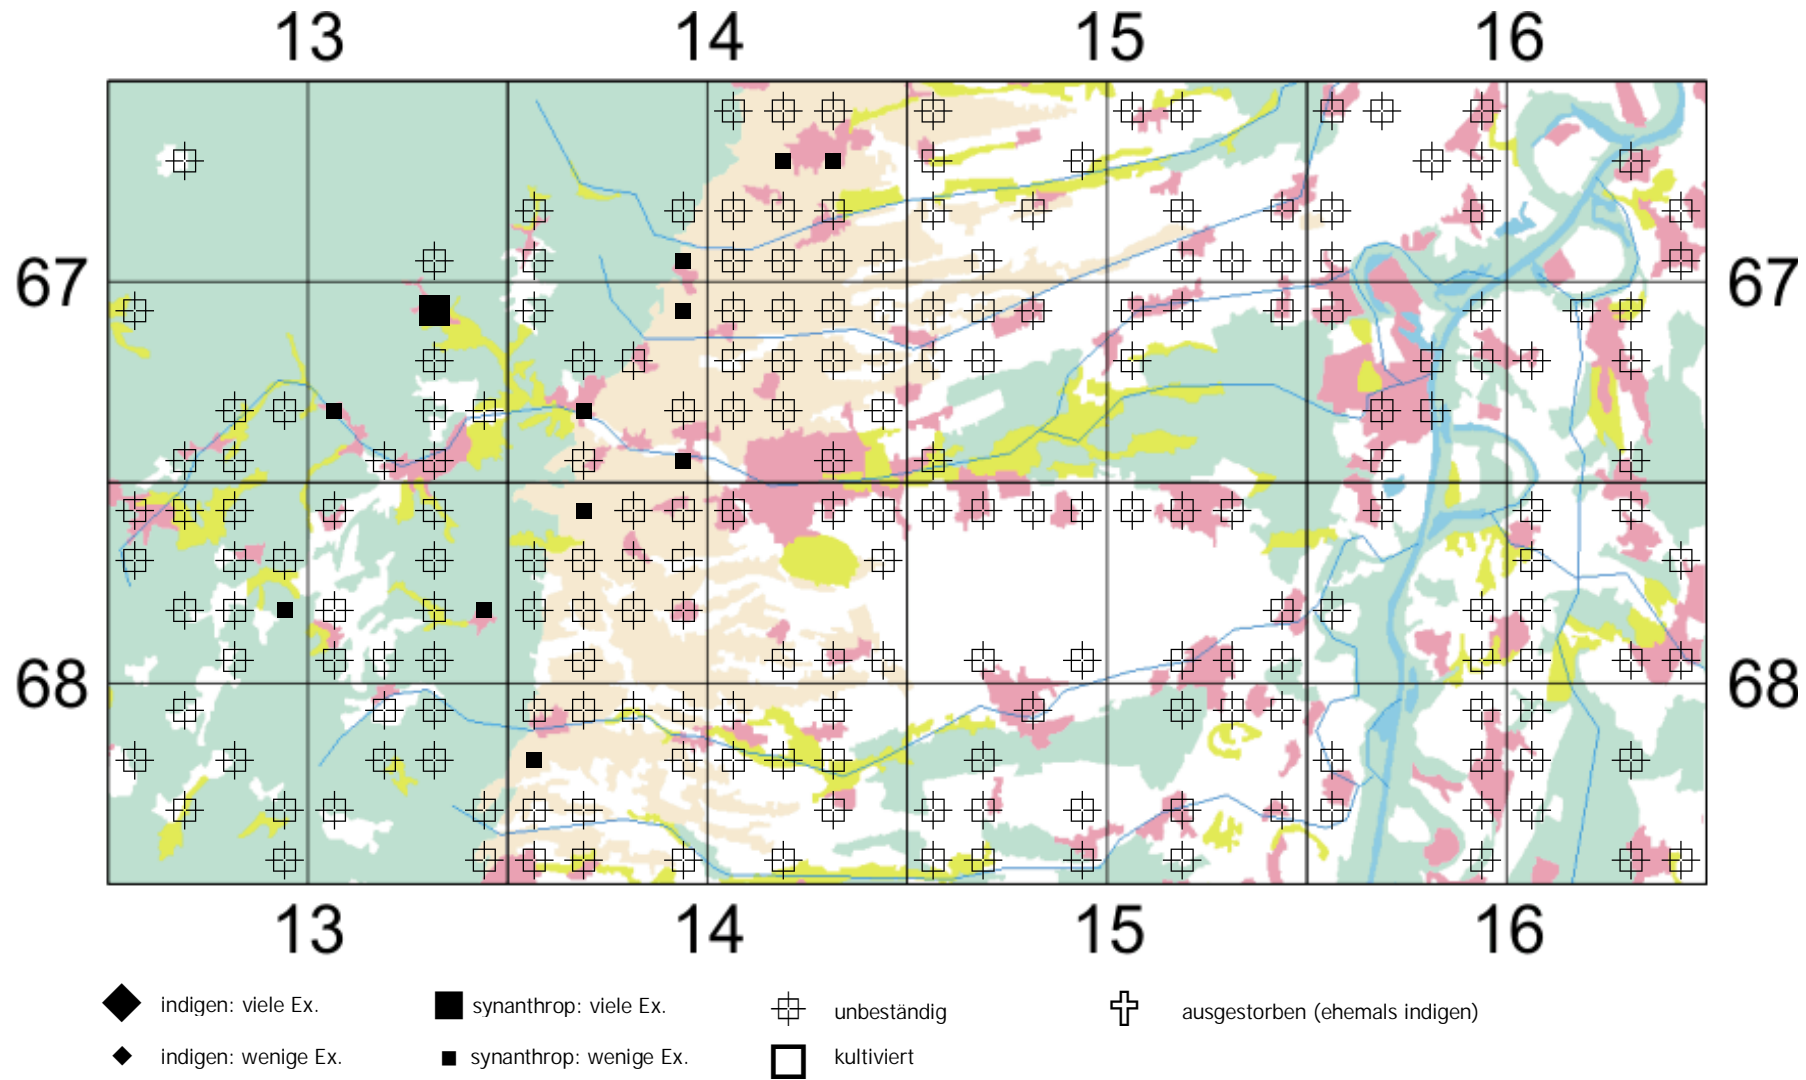 13 14 15 16
67 67
68 68
13 14 15 16
indigen: viele Ex. synanthrop: viele Ex. unbeständig ausgestorben (ehemals indigen)
indigen: wenige Ex. synanthrop: wenige Ex. kultiviert